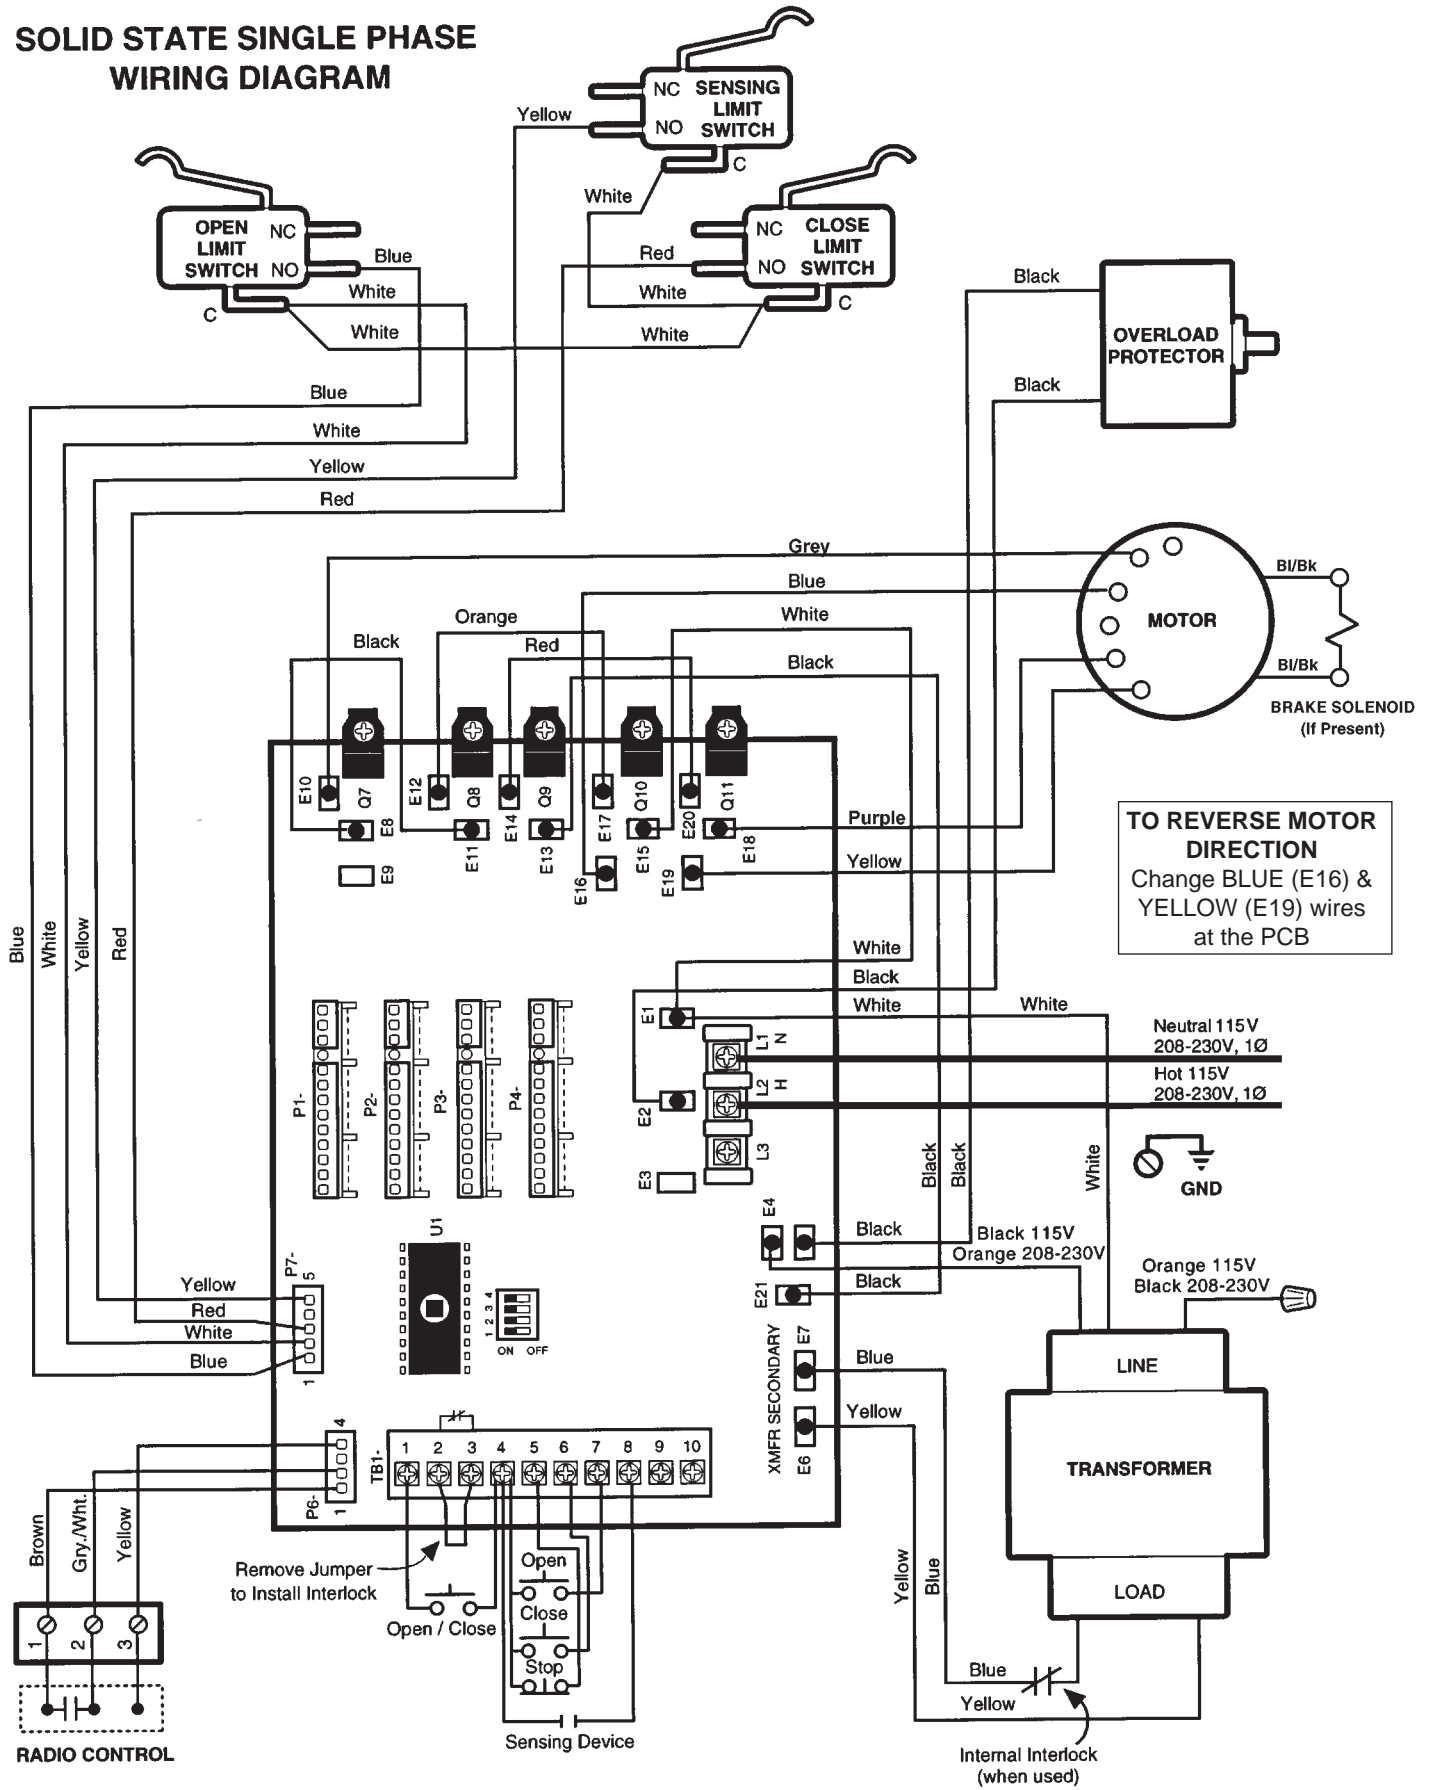 SOLID STATE SINGLE PHASE
WIRING DIAGRAM
NC
SENSING
LIMIT
SWITCH
NO
C
Yellow
White
OPEN
LIMIT
SWITCH
NC
NO
C
Blue
White
White
CLOSE
LIMIT
SWITCH
NC
NO
C
Red
White
White
Black
OVERLOAD
PROTECTOR
Black
Blue
White
Yellow
Red
Grey
Blue
White
Orange
Black
Red
Black
MOTOR
Bl/Bk
Bl/Bk
BRAKE SOLENOID
(If Present)
E10
Q7
E12
Q8
E14
Q9
E17
Q10
E20
Q11
E8
E11
E13
E15
E18
E9
E16
E19
Purple
Yellow
TO REVERSE MOTOR
DIRECTION
Change BLUE (E16) &
YELLOW (E19) wires
at the PCB
Blue
White
Yellow
Red
White
Black
White
White
E1
L1
N
L2
H
L3
E2
E3
Neutral 115V
208-230V, 1Ø
Hot 115V
208-230V, 1Ø
GND
P1-
P2-
P3-
P4-
Black
Black
White
E4
Black
Black 115V
Orange 208-230V
E21
Black
Orange 115V
Black 208-230V
U1
P7-
5
1
Yellow
Red
White
Blue
1 2 3 4
ON OFF
XMFR SECONDARY
E7
E6
Blue
Yellow
LINE
TRANSFORMER
LOAD
TB1-
1 2 3 4 5 6 7 8 9 10
P6-
4
1
Brown
Gry./Wht.
Yellow
1
2
3
RADIO CONTROL
Remove Jumper
to Install Interlock
Open / Close
Open
Close
Stop
Sensing Device
Yellow
Blue
Blue
Yellow
Internal Interlock
(when used)